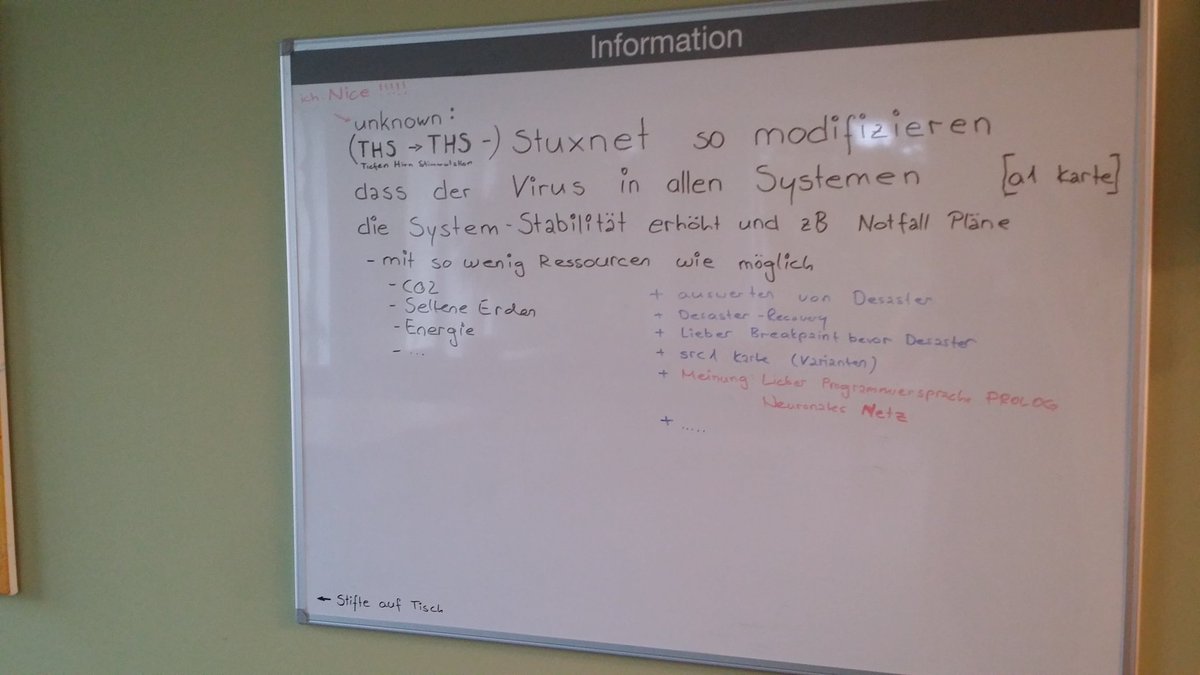 Information
ich: Nice !!!!!
unknown:
(THS → THS -) Stuxnet so modifizieren
Tiefen Hirn Stimulation
dass der Virus in allen Systemen [a1 Karte]
die System-Stabilität erhöht und zB Notfall Pläne
- mit so wenig Ressourcen wie möglich
- CO2
- Seltene Erden
- Energie
- ...
+ auswerten von Desaster
+ Desaster-Recovery
+ Lieber Breakpoint bevor Desaster
+ src1 Karte (Varianten)
+ Meinung: Lieber Programmiersprache PROLOG
Neuronales Netz
+ .....
← Stifte auf Tisch